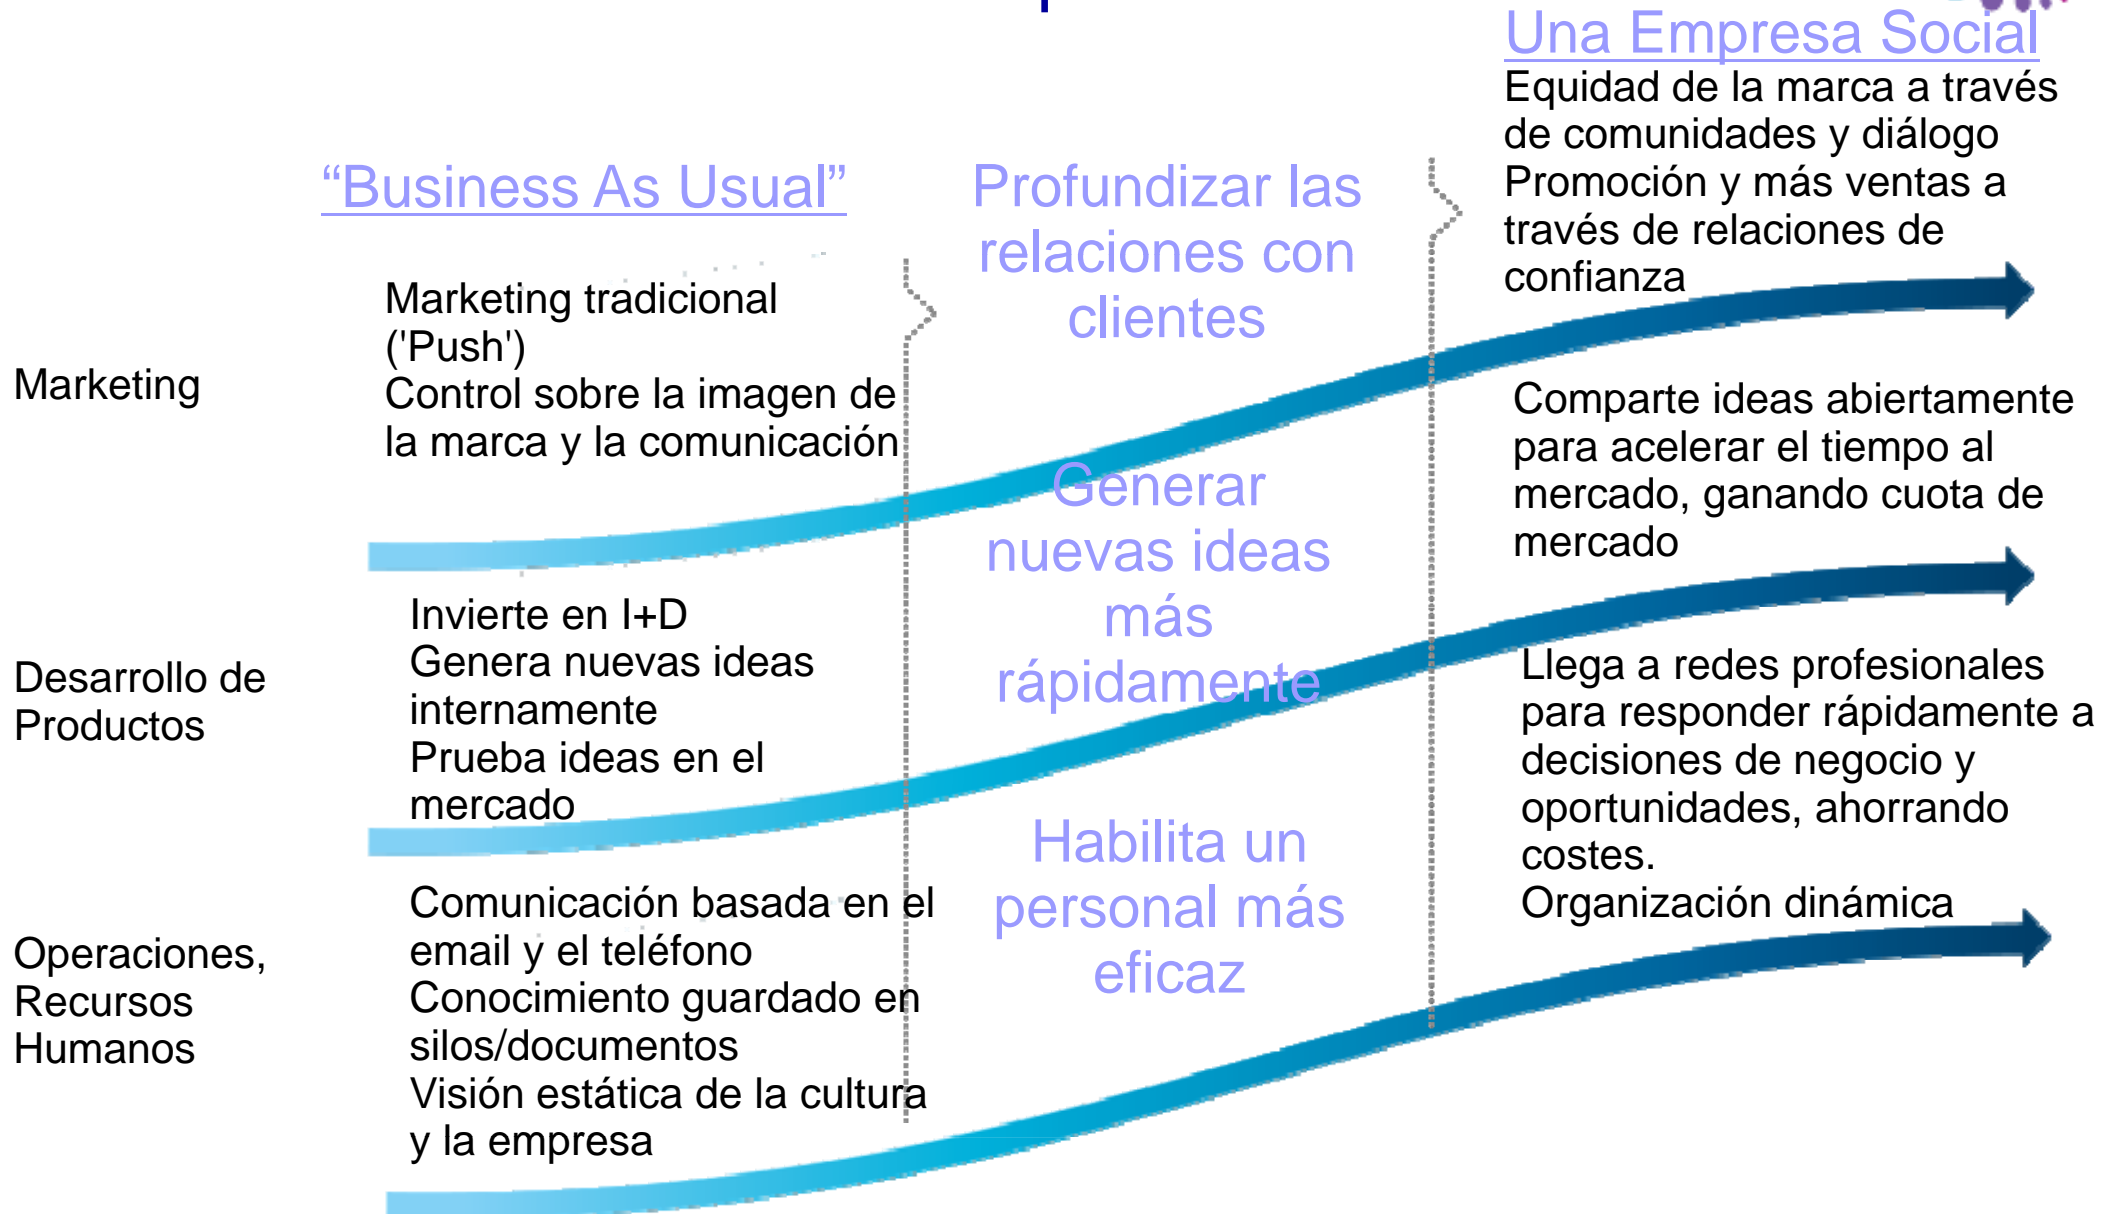 Una Empresa Social
Equidad de la marca a través
de comunidades y diálogo
Promoción y más ventas a
través de relaciones de
confianza
“Business As Usual”
Profundizar las
relaciones con
clientes
Marketing
Marketing tradicional
('Push')
Control sobre la imagen de
la marca y la comunicación
Generar
nuevas ideas
más
rápidamente
Comparte ideas abiertamente
para acelerar el tiempo al
mercado, ganando cuota de
mercado
Desarrollo de
Productos
Invierte en I+D
Genera nuevas ideas
internamente
Prueba ideas en el
mercado
Habilita un
personal más
eficaz
Llega a redes profesionales
para responder rápidamente a
decisiones de negocio y
oportunidades, ahorrando
costes.
Organización dinámica
Operaciones,
Recursos
Humanos
Comunicación basada en el
email y el teléfono
Conocimiento guardado en
silos/documentos
Visión estática de la cultura
y la empresa